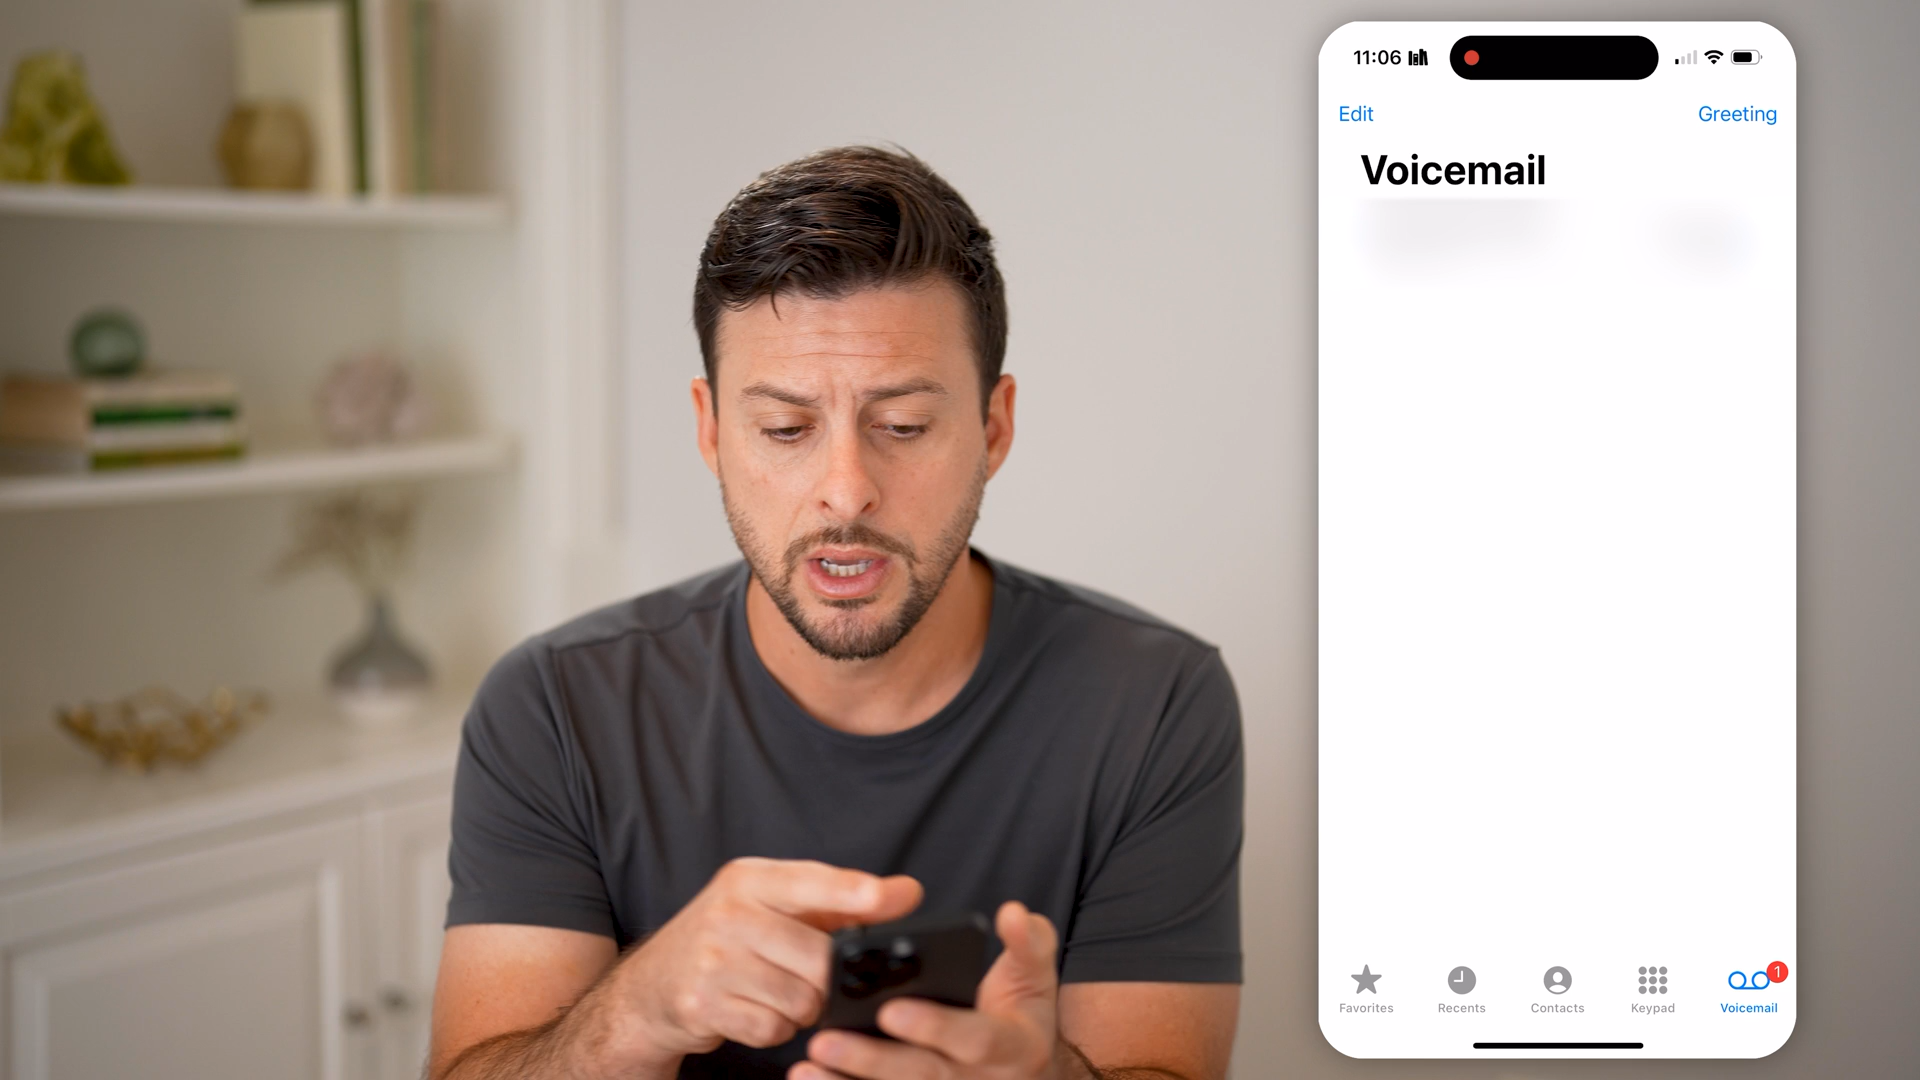 11:06
Edit
Greeting
Voicemail
1
Favorites
Recents
Contacts
Keypad
Voicemail